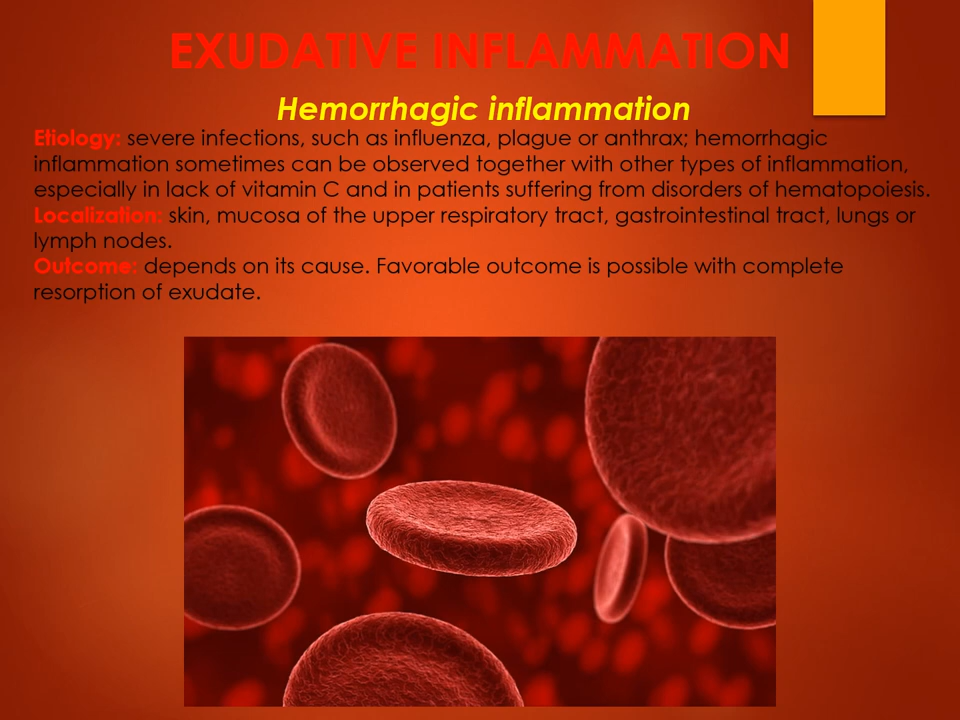 EXUDATIVE INFLAMMATION
Hemorrhagic inflammation
Etiology: severe infections, such as influenza, plague or anthrax; hemorrhagic
inflammation sometimes can be observed together with other types of inflammation,
especially in lack of vitamin C and in patients suffering from disorders of hematopoiesis.
Localization: skin, mucosa of the upper respiratory tract, gastrointestinal tract, lungs or
lymph nodes.
Outcome: depends on its cause. Favorable outcome is possible with complete
resorption of exudate.